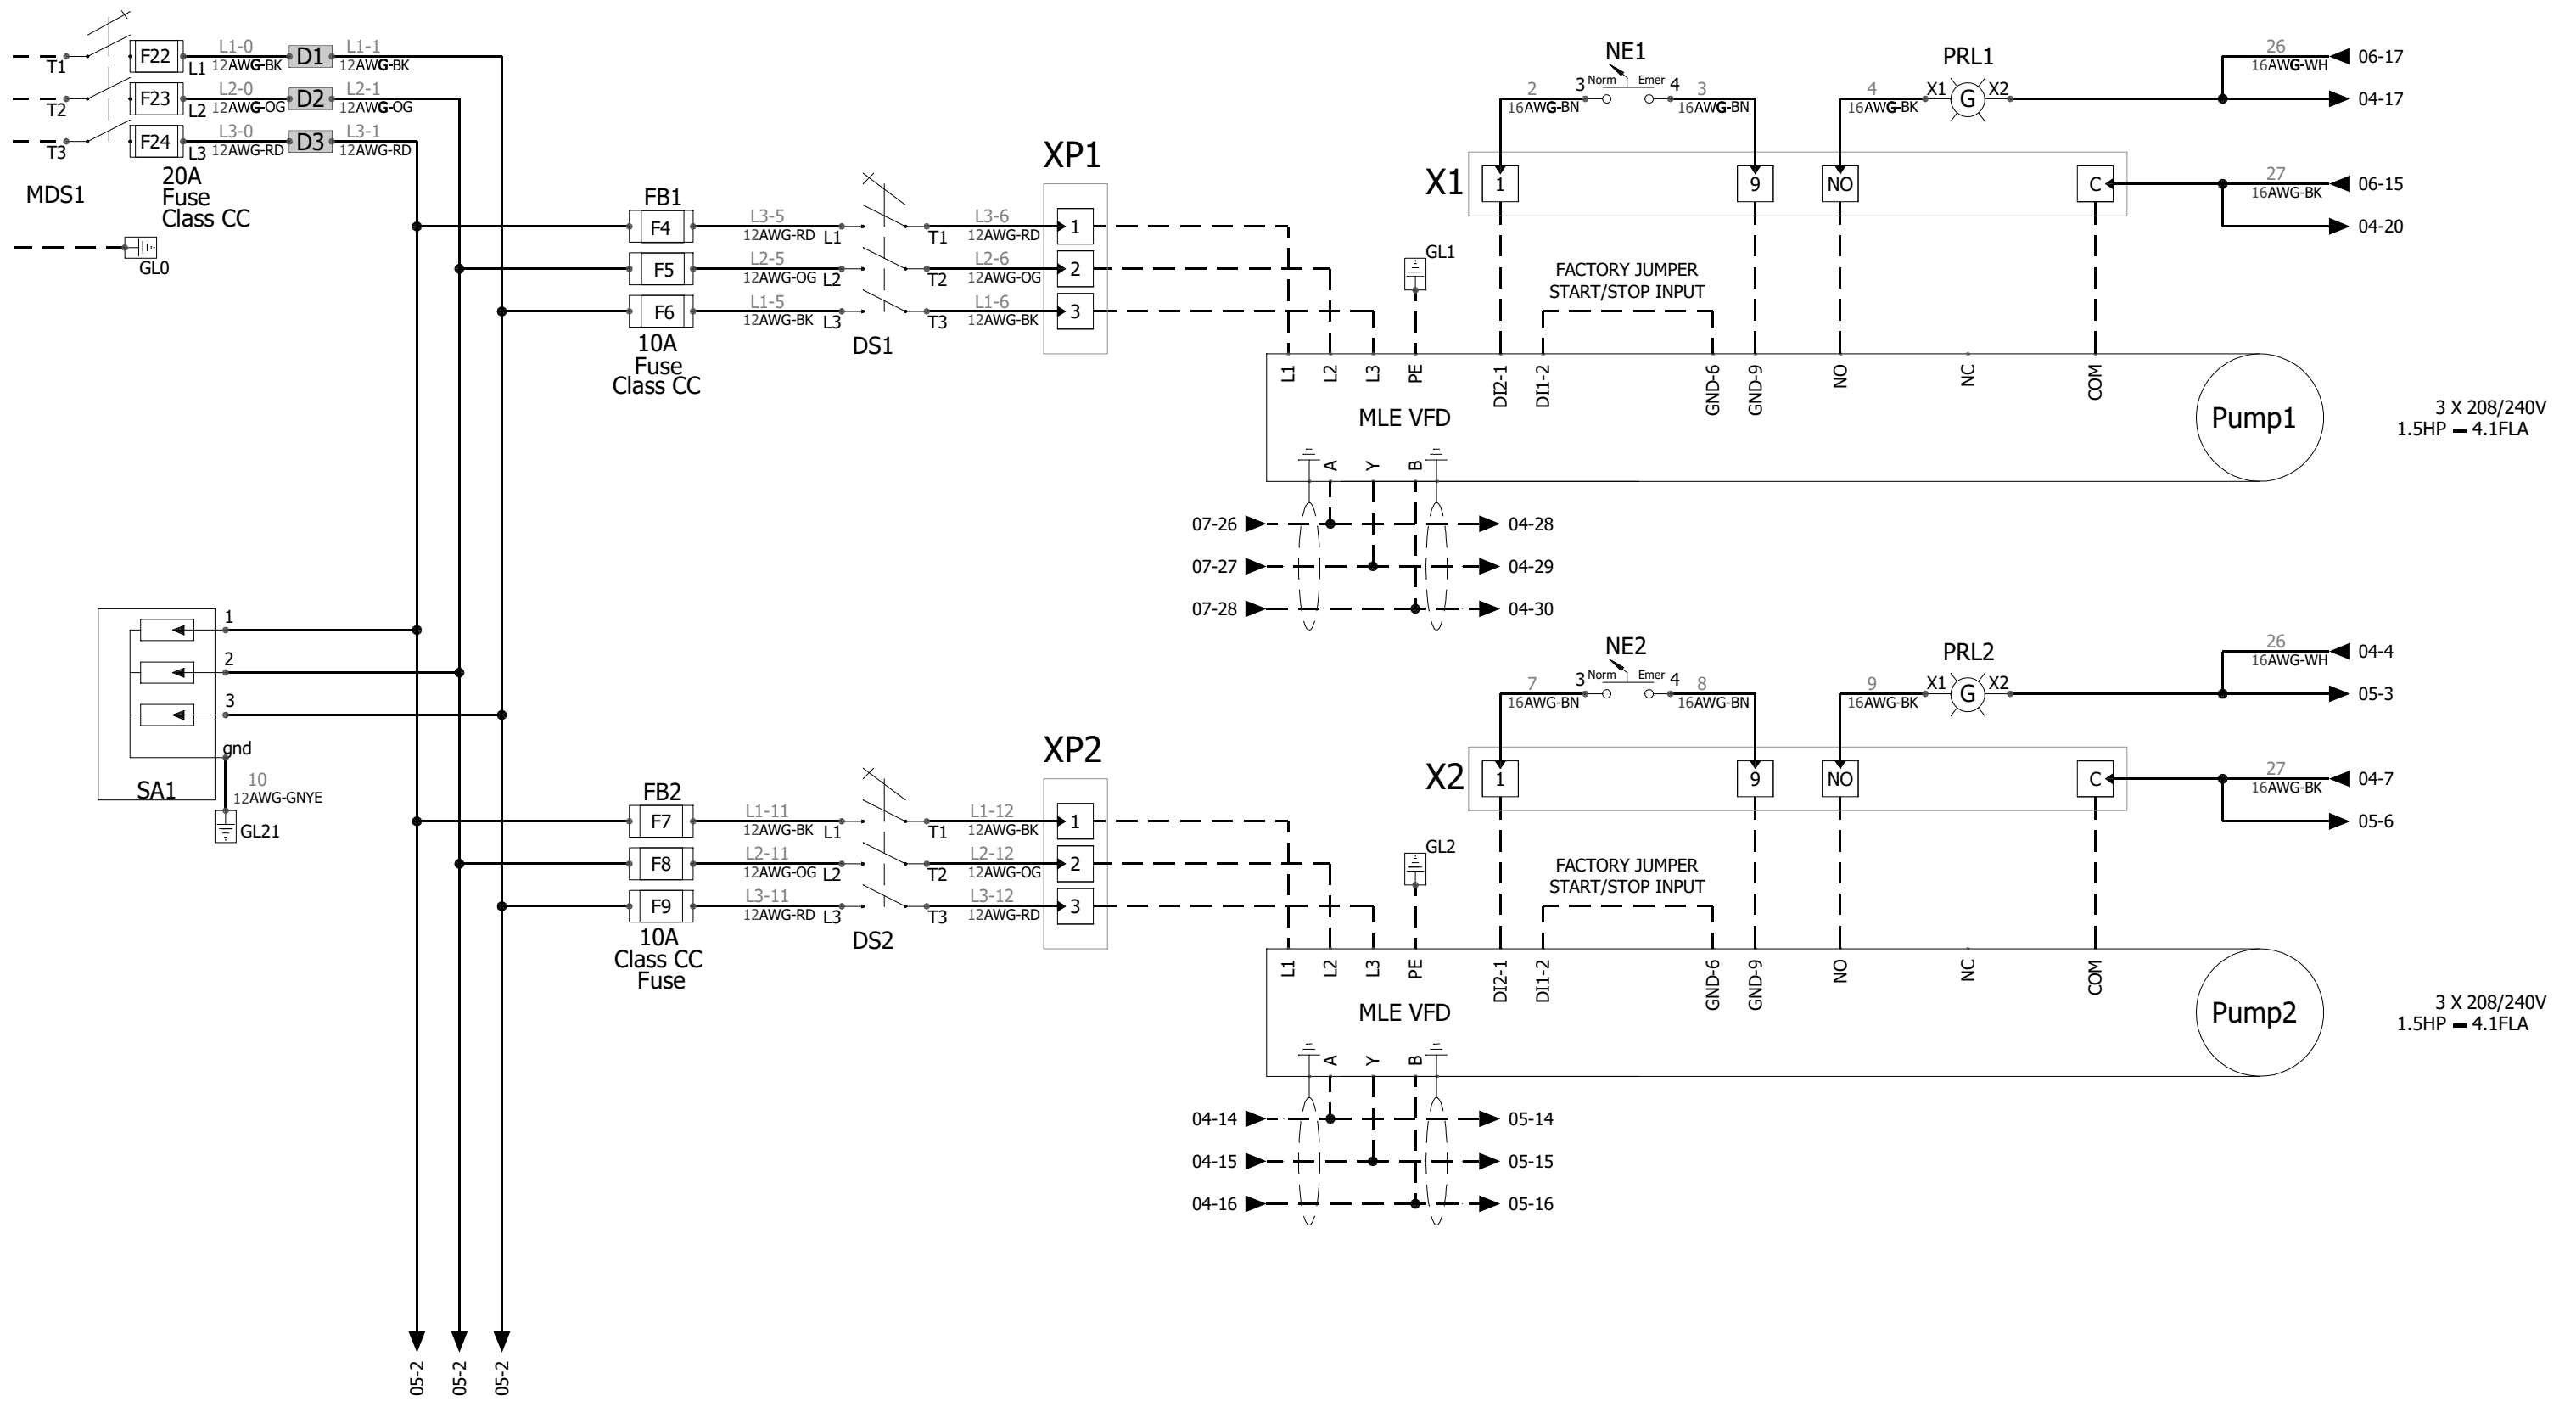 T1
F22
L1
L1-0
12AWG-BK
D1
L1-1
12AWG-BK
T2
F23
L2
L2-0
12AWG-OG
D2
L2-1
12AWG-OG
T3
F24
L3
L3-0
12AWG-RD
D3
L3-1
12AWG-RD
MDS1
20A
Fuse
Class CC
GL0
FB1
F4
L3-5
12AWG-RD
L1
T1
L3-6
12AWG-RD
F5
L2-5
12AWG-OG
L2
T2
L2-6
12AWG-OG
F6
L1-5
12AWG-BK
L3
T3
L1-6
12AWG-BK
10A
Fuse
Class CC
DS1
XP1
1
2
3
NE1
2
16AWG-BN
3
Norm
Emer
4
3
16AWG-BN
PRL1
4
16AWG-BK
X1
G
X2
26
16AWG-WH
06-17
04-17
X1
1
9
NO
C
27
16AWG-BK
06-15
04-20
GL1
FACTORY JUMPER
START/STOP INPUT
L1
L2
L3
PE
DI2-1
DI1-2
GND-6
GND-9
NO
NC
COM
MLE VFD
Pump1
3 X 208/240V
1.5HP - 4.1FLA
A
Y
B
07-26
04-28
07-27
04-29
07-28
04-30
1
2
3
gnd
SA1
10
12AWG-GNYE
GL21
FB2
F7
L1-11
12AWG-BK
L1
T1
L1-12
12AWG-BK
F8
L2-11
12AWG-OG
L2
T2
L2-12
12AWG-OG
F9
L3-11
12AWG-RD
L3
T3
L3-12
12AWG-RD
10A
Class CC
Fuse
DS2
XP2
1
2
3
NE2
7
16AWG-BN
3
Norm
Emer
4
8
16AWG-BN
PRL2
9
16AWG-BK
X1
G
X2
26
16AWG-WH
04-4
05-3
X2
1
9
NO
C
27
16AWG-BK
04-7
05-6
GL2
FACTORY JUMPER
START/STOP INPUT
L1
L2
L3
PE
DI2-1
DI1-2
GND-6
GND-9
NO
NC
COM
MLE VFD
Pump2
3 X 208/240V
1.5HP - 4.1FLA
A
Y
B
04-14
05-14
04-15
05-15
04-16
05-16
05-2
05-2
05-2